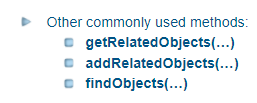 Other commonly used methods:
getRelatedObjects(…)
addRelatedObjects(…)
findObjects(…)